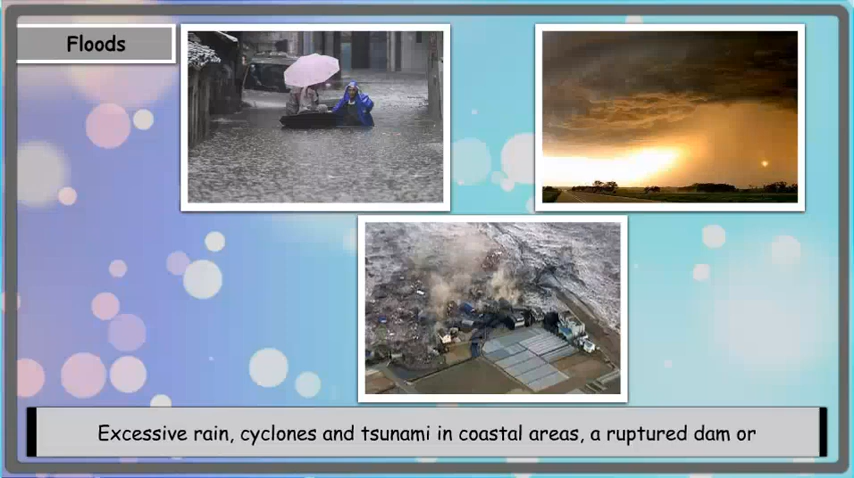 Floods
Excessive rain, cyclones and tsunami in coastal areas, a ruptured dam or